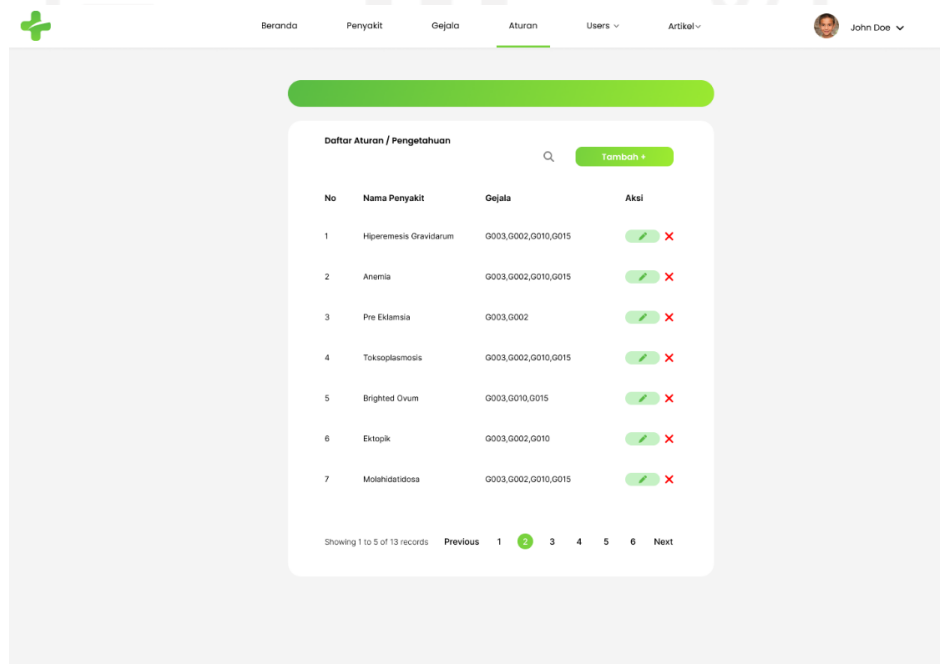 Beranda Penyakit Gejala Aturan Users Artikel John Doe
Daftar Aturan / Pengetahuan
Tambah +
No Nama Penyakit Gejala Aksi
1 Hiperemesis Gravidarum G003,G002,G010,G015
2 Anemia G003,G002,G010,G015
3 Pre Eklamsia G003,G002
4 Toksoplasmosis G003,G002,G010,G015
5 Brighted Ovum G003,G010,G015
6 Ektopik G003,G002,G010
7 Molahidatidosa G003,G002,G010,G015
Showing 1 to 5 of 13 records Previous 1 2 3 4 5 6 Next